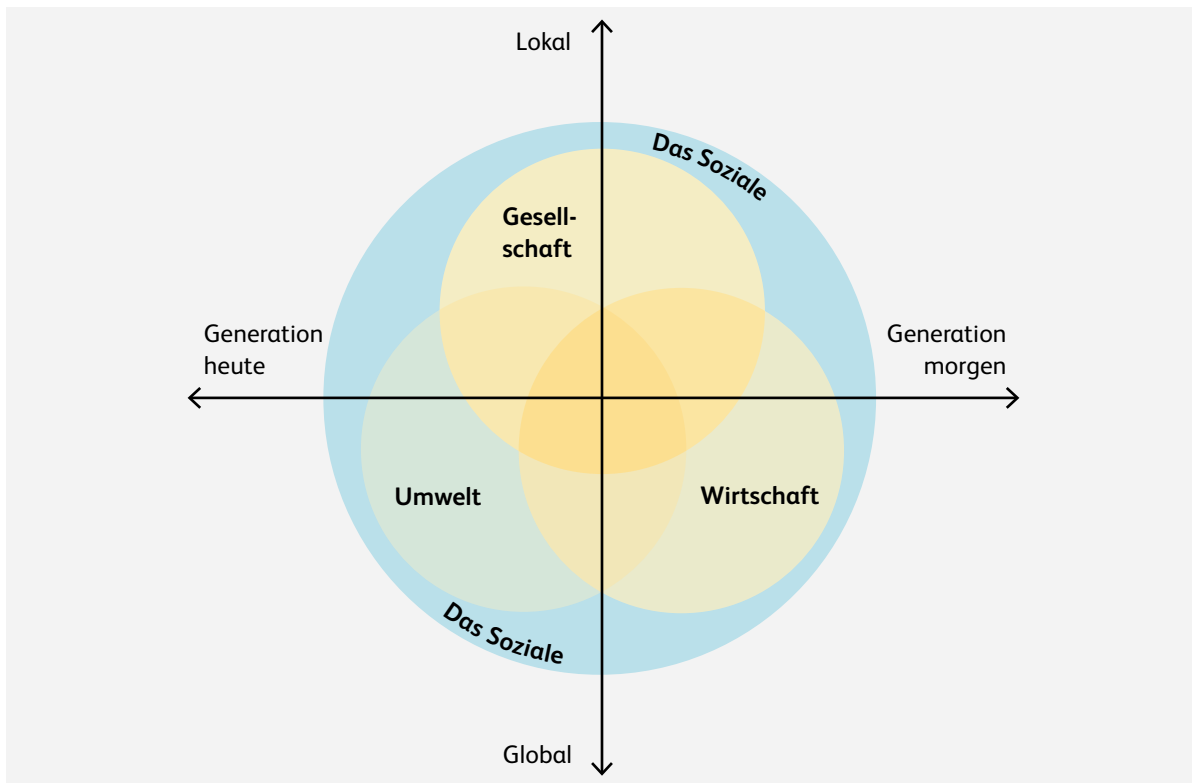 Lokal
Das Soziale
Gesell-
schaft
Generation
heute
Generation
morgen
Umwelt
Wirtschaft
Das Soziale
Global